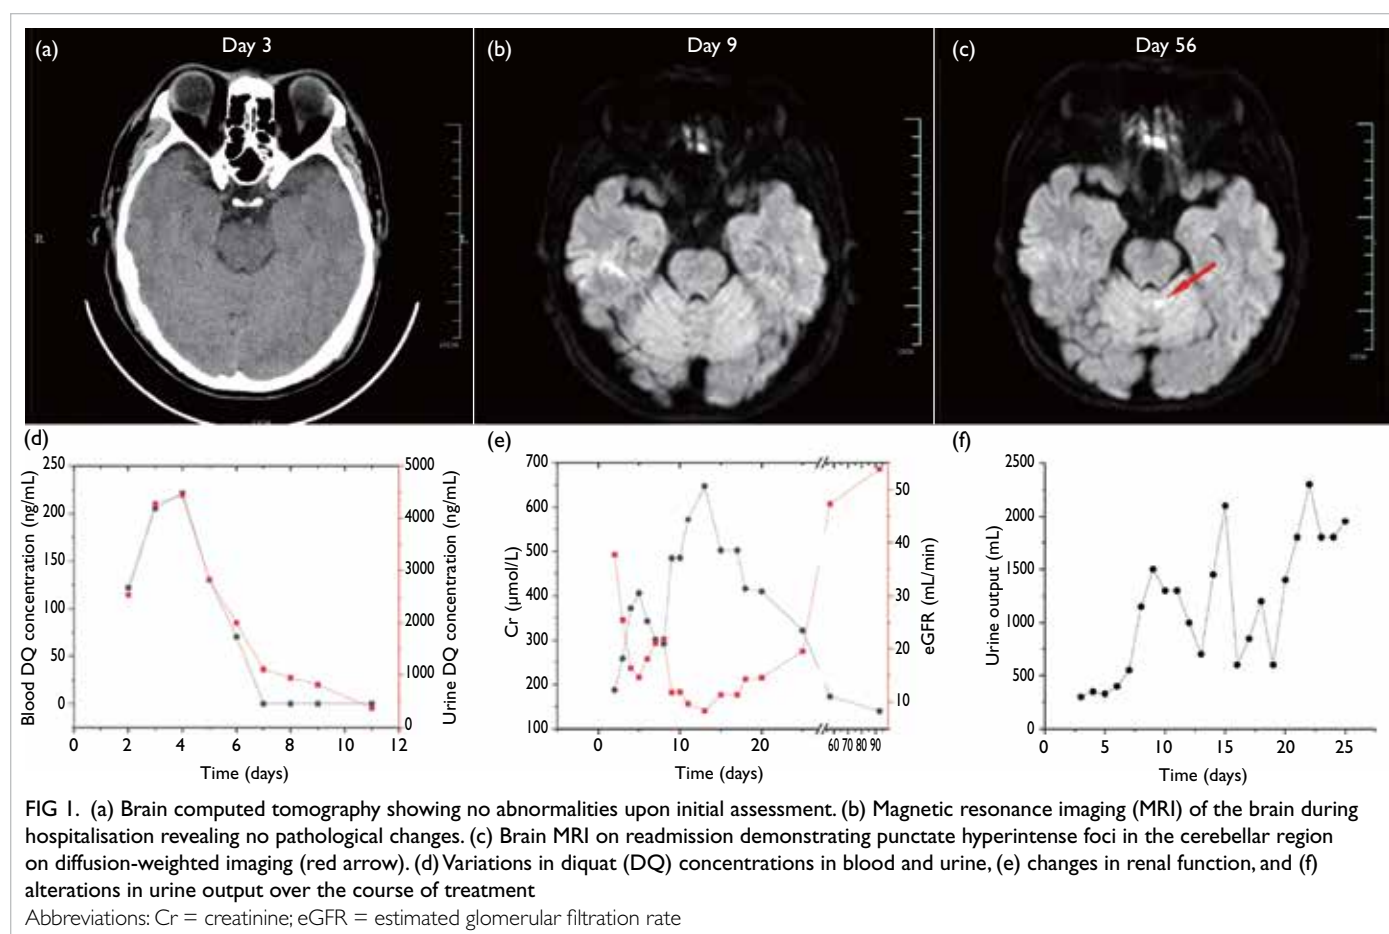 (a)
Day 3
(b)
Day 9
(c)
Day 56
(d)
250
200
150
100
50
0
Blood DQ concentration (ng/mL)
5000
4000
3000
2000
1000
0
Urine DQ concentration (ng/mL)
0 2 4 6 8 10 12
Time (days)
(e)
700
600
500
400
300
200
100
Cr (µmol/L)
50
40
30
20
10
eGFR (mL/min)
0 10 20 60 70 80 90
Time (days)
(f)
2500
2000
1500
1000
500
0
Urine output (mL)
0 5 10 15 20 25
Time (days)
FIG 1. (a) Brain computed tomography showing no abnormalities upon initial assessment. (b) Magnetic resonance imaging (MRI) of the brain during
hospitalisation revealing no pathological changes. (c) Brain MRI on readmission demonstrating punctate hyperintense foci in the cerebellar region
on diffusion-weighted imaging (red arrow). (d) Variations in diquat (DQ) concentrations in blood and urine, (e) changes in renal function, and (f)
alterations in urine output over the course of treatment
Abbreviations: Cr = creatinine; eGFR = estimated glomerular filtration rate